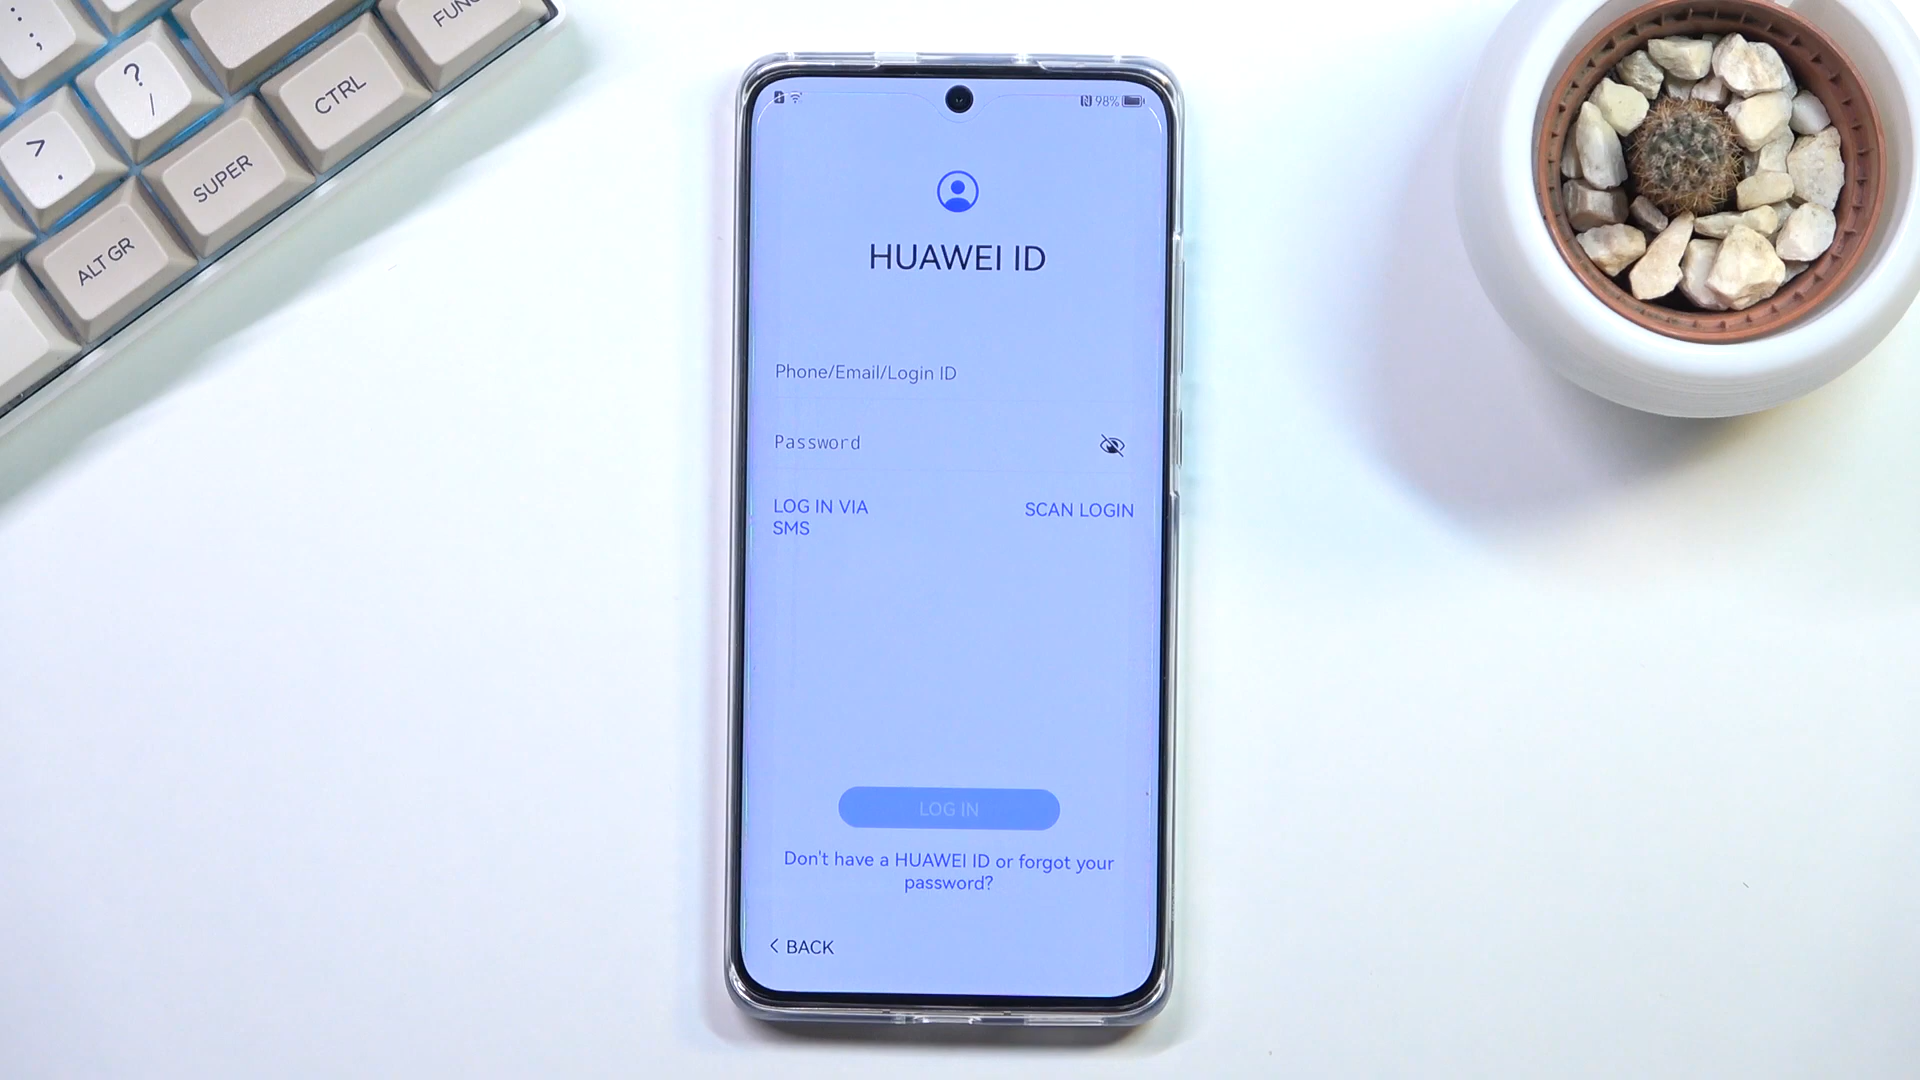 ;
?
/
>
.
CTRL
SUPER
ALT GR
98%
HUAWEI ID
Phone/Email/Login ID
Password
LOG IN VIA
SMS
SCAN LOGIN
LOG IN
Don't have a HUAWEI ID or forgot your
password?
< BACK